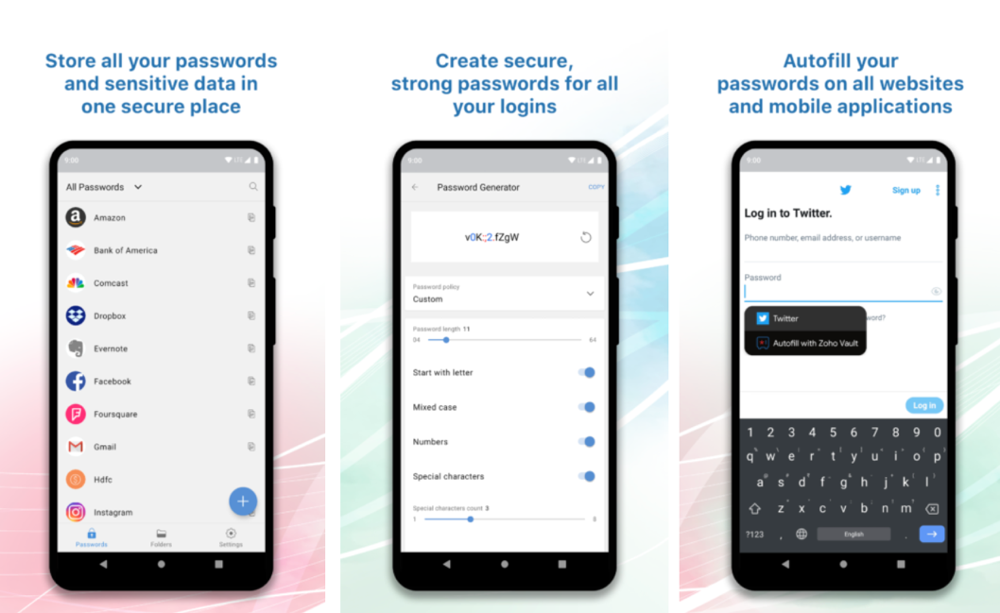 Store all your passwords
and sensitive data in
one secure place
9:00
All Passwords
Amazon
Bank of America
Comcast
Dropbox
Evernote
Facebook
Foursquare
Gmail
Hdfc
Instagram
Passwords
Folders
Settings
Create secure,
strong passwords for all
your logins
9:00
Password Generator
COPY
v0K:;2.fZgW
Password policy
Custom
Password length 11
04
64
Start with letter
Mixed case
Numbers
Special characters
Special characters count 3
1
8
Autofill your
passwords on all websites
and mobile applications
9:00
Sign up
Log in to Twitter.
Phone number, email address, or username
Password
word?
Twitter
Autofill with Zoho Vault
Log in
1 2 3 4 5 6 7 8 9 0
q w e r t y u i o p
a s d f g h j k l
z x c v b n m
?123 , English .